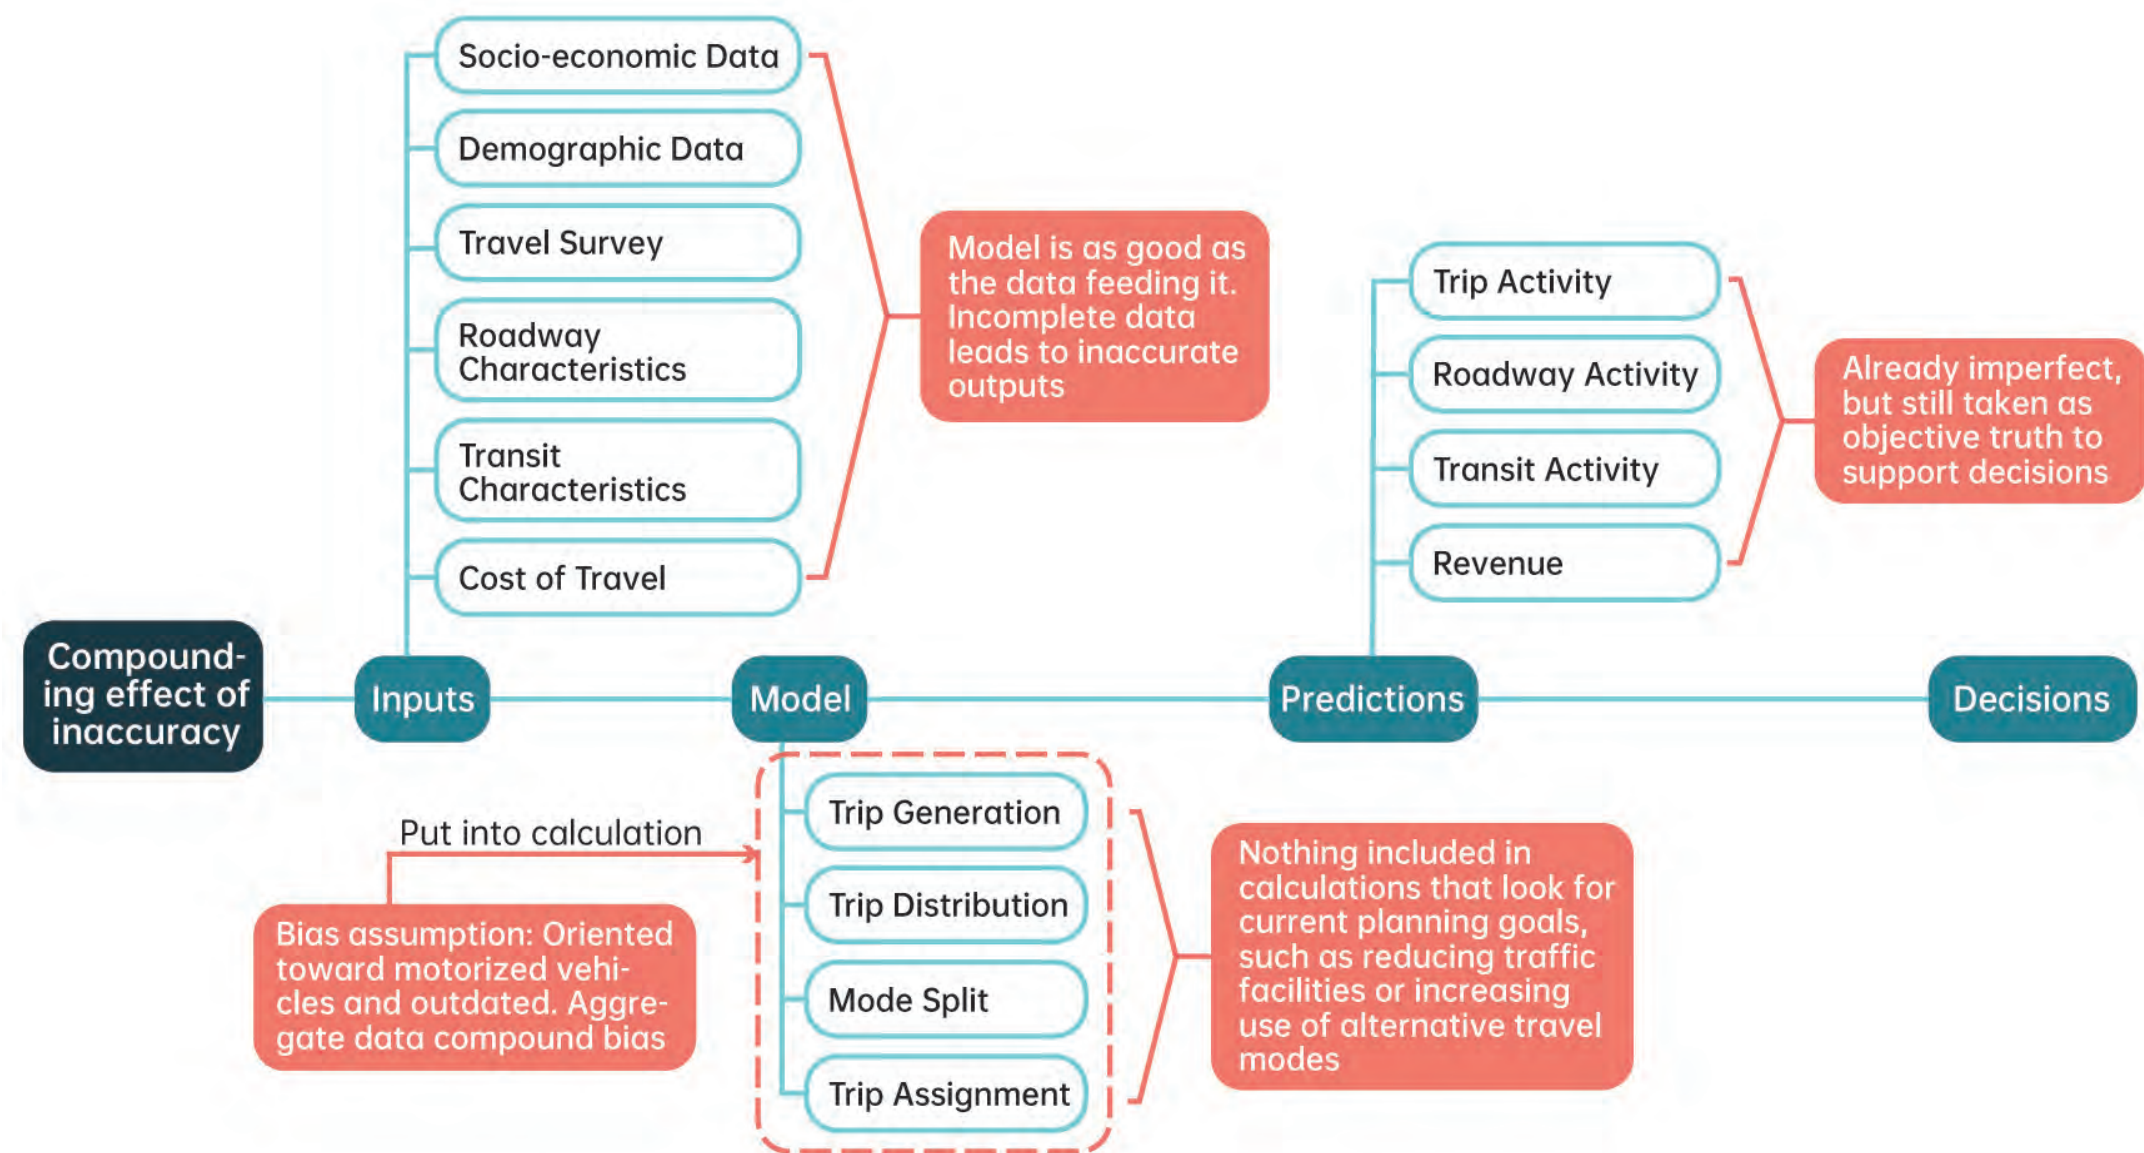 Socio-economic Data
Demographic Data
Travel Survey
Roadway
Characteristics
Transit
Characteristics
Cost of Travel
Model is as good as
the data feeding it.
Incomplete data
leads to inaccurate
outputs
Trip Activity
Roadway Activity
Transit Activity
Revenue
Already imperfect,
but still taken as
objective truth to
support decisions
Compound-
ing effect of
inaccuracy
Inputs
Model
Predictions
Decisions
Put into calculation
Bias assumption: Oriented
toward motorized vehi-
cles and outdated. Aggre-
gate data compound bias
Trip Generation
Trip Distribution
Mode Split
Trip Assignment
Nothing included in
calculations that look for
current planning goals,
such as reducing traffic
facilities or increasing
use of alternative travel
modes